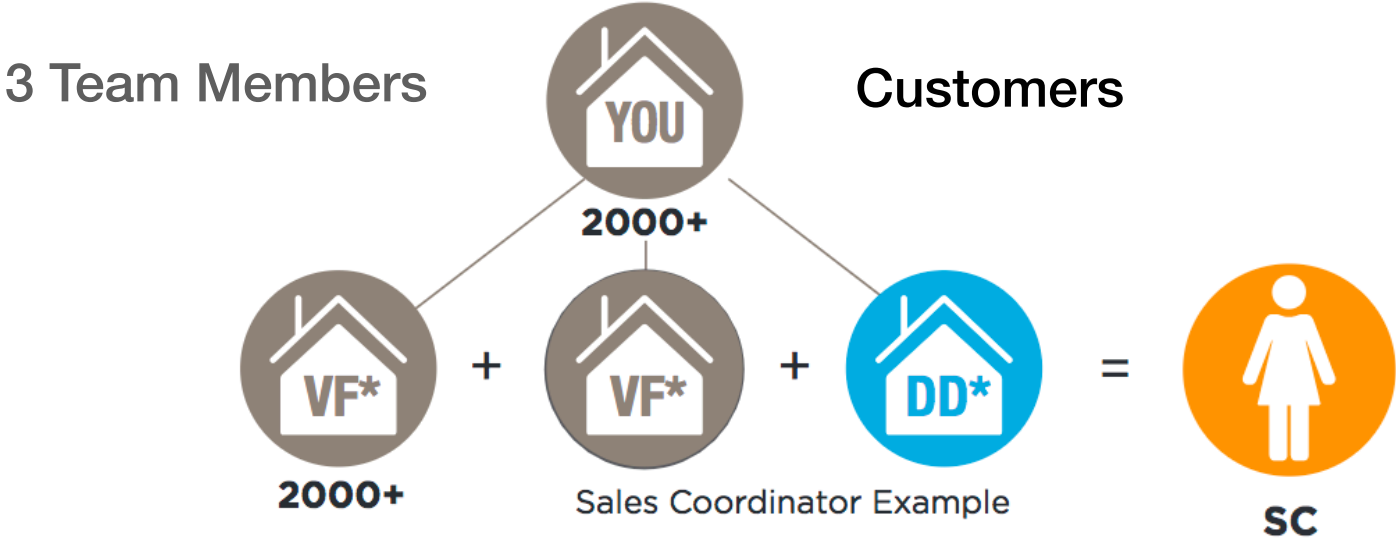 3 Team Members
Customers
YOU
2000+
VF*
+
VF*
+
DD*
=
2000+
Sales Coordinator Example
SC